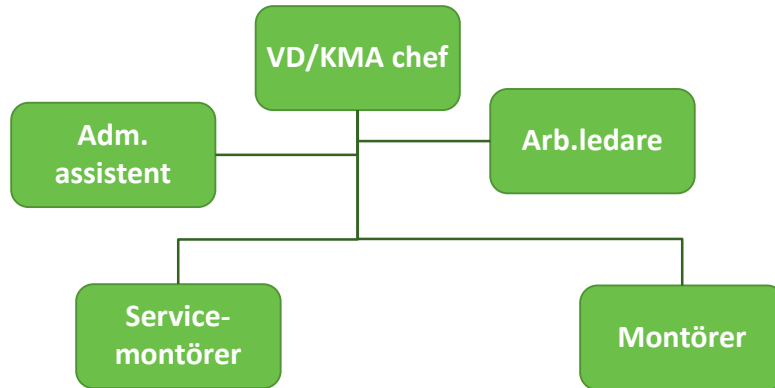 VD/KMA chef
Adm.
assistent
Arb.ledare
Service-
montörer
Montörer